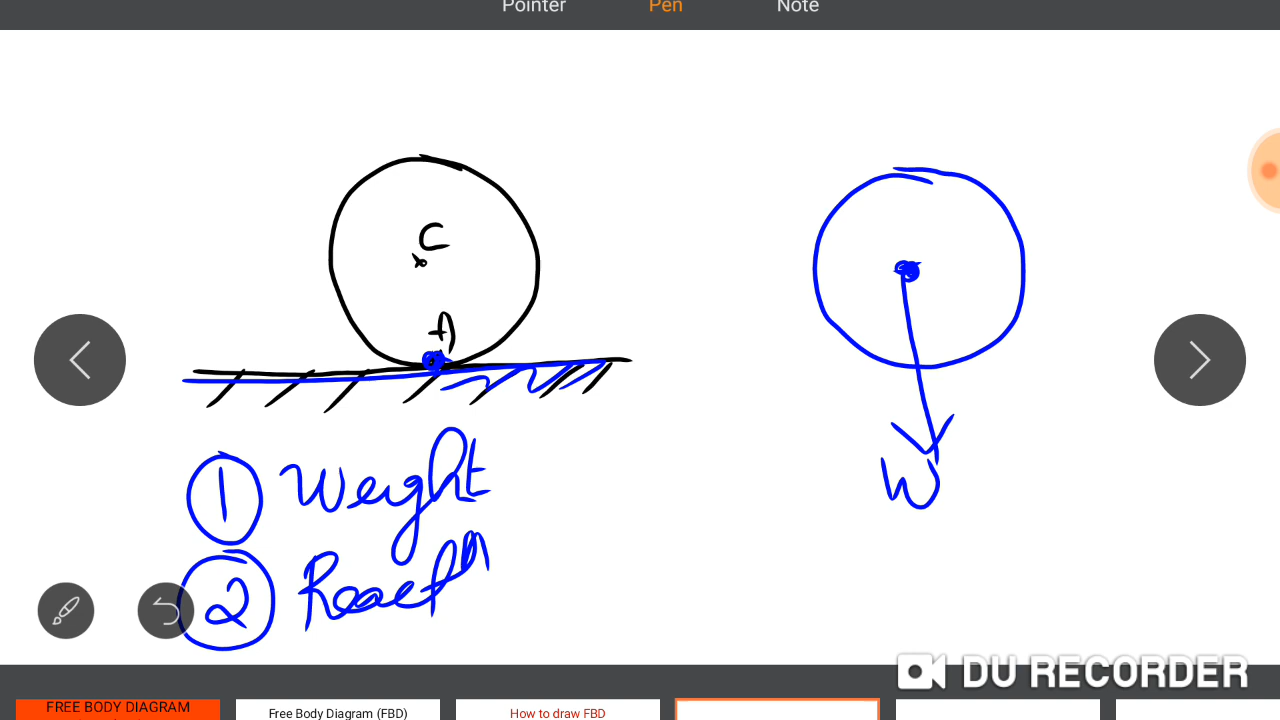 Pointer Pen Note
C
A
W
1 Weight
2 Reactn
DU RECORDER
FREE BODY DIAGRAM
Free Body Diagram (FBD)
How to draw FBD